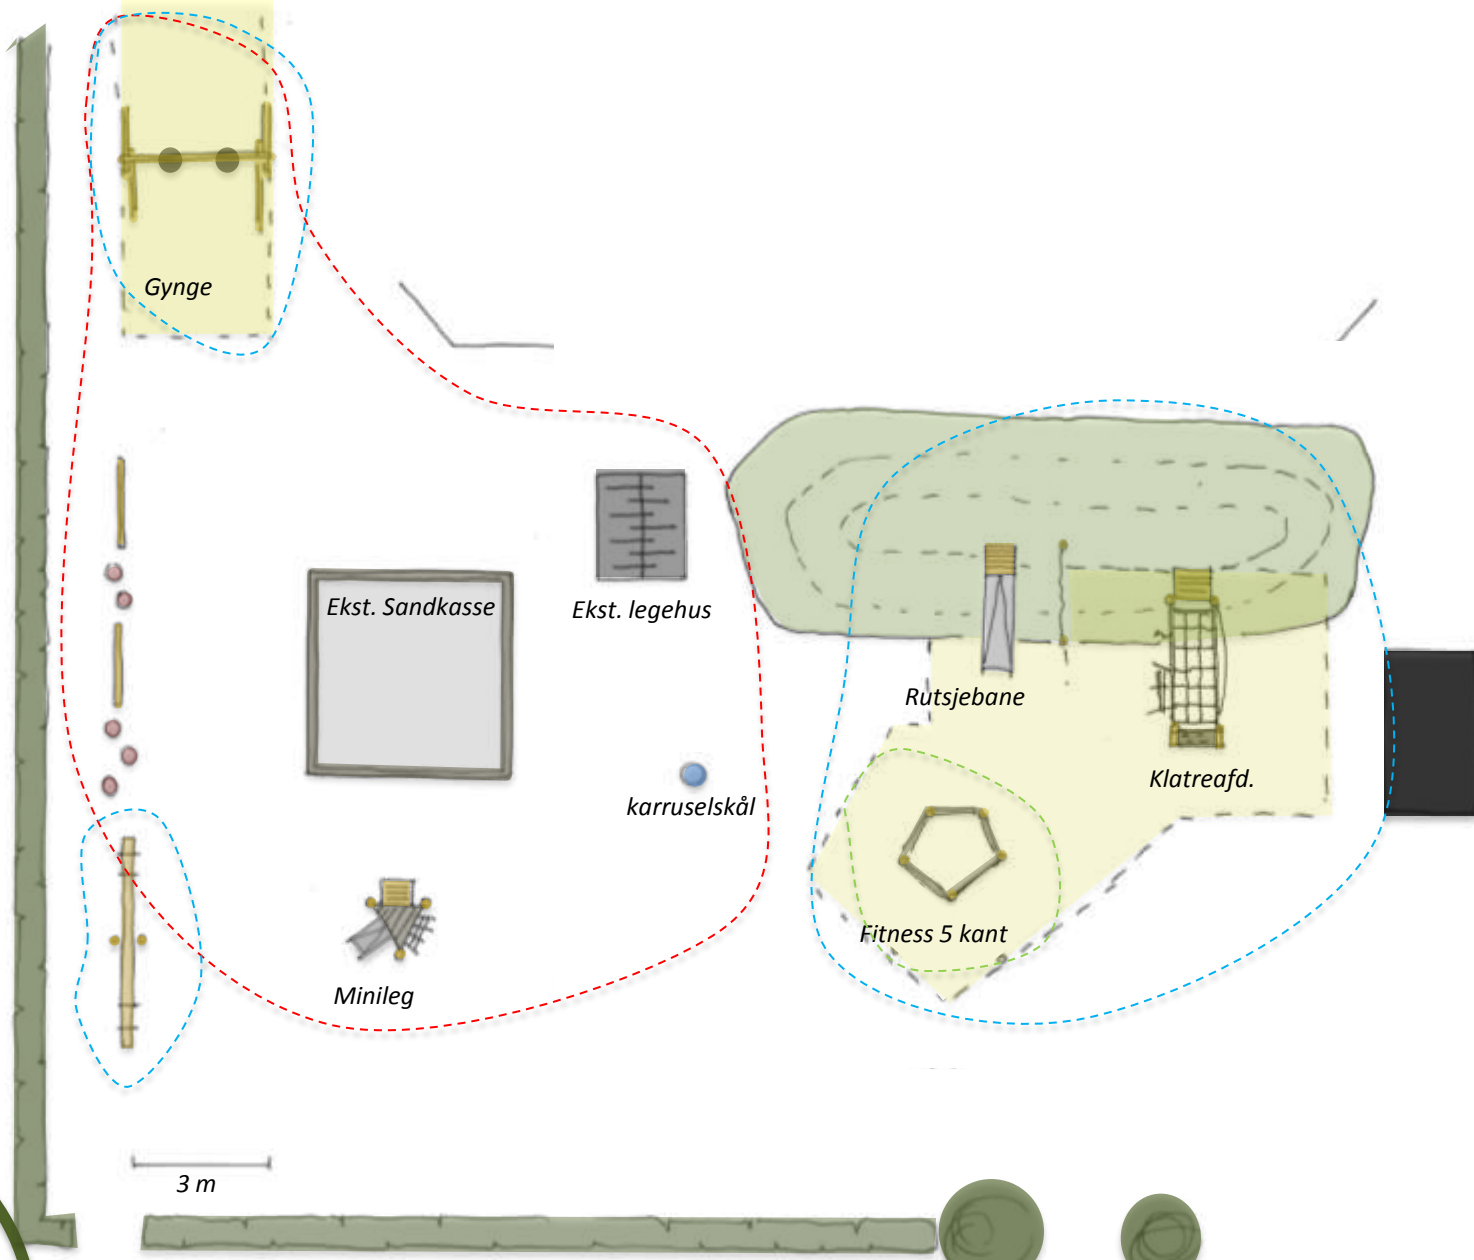 Gynge
Ekst. Sandkasse
Ekst. legehus
Rutsjebane
Klatreafd.
karruselskål
Fitness 5 kant
Minileg
3 m